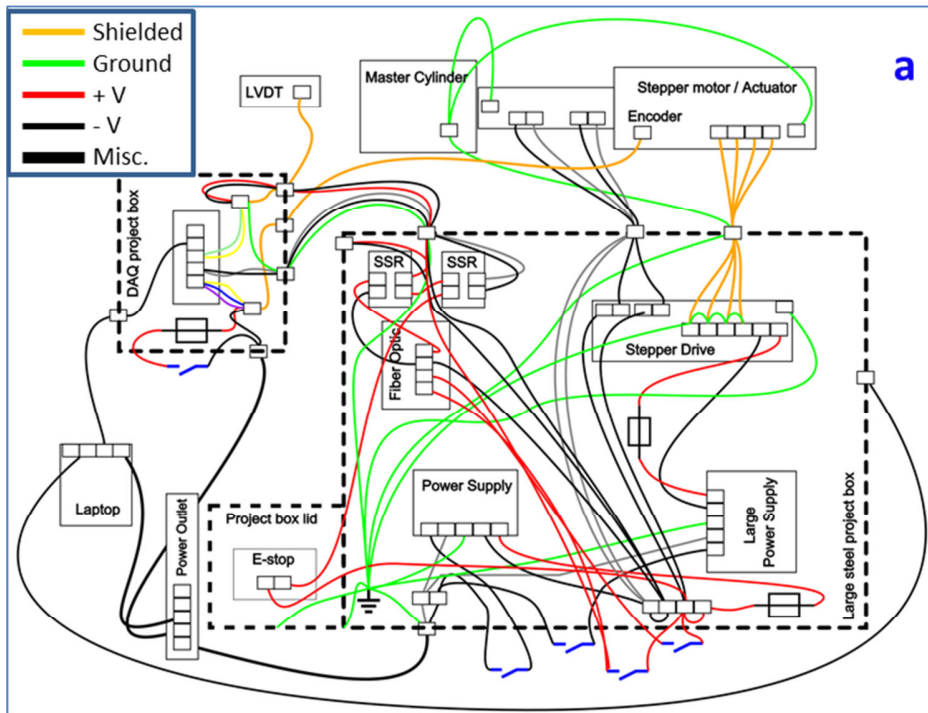 Shielded
Ground
+ V
- V
Misc.
a
LVDT
Master Cylinder
Stepper motor / Actuator
Encoder
DAQ project box
SSR
SSR
Fiber Optic
Stepper Drive
Large steel project box
Laptop
Power Outlet
Project box lid
E-stop
Power Supply
Large
Power Supply